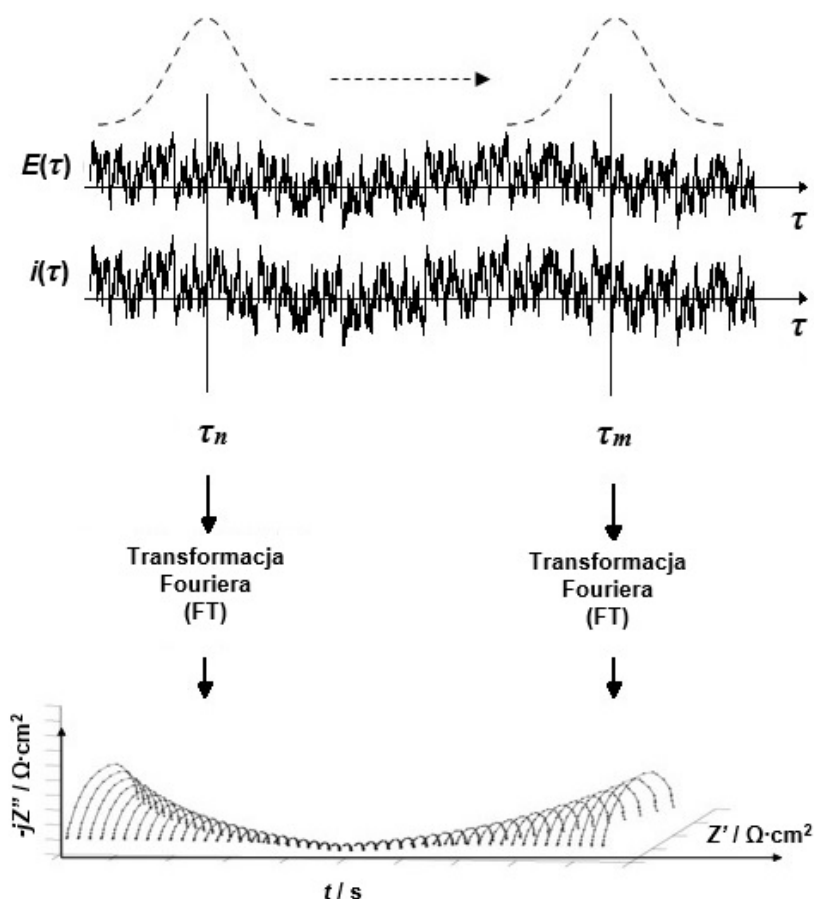 E(τ)
τ
i(τ)
τ
τn
τm
Transformacja
Fouriera
(FT)
Transformacja
Fouriera
(FT)
-jZ" / Ω·cm²
Z' / Ω·cm²
t / s